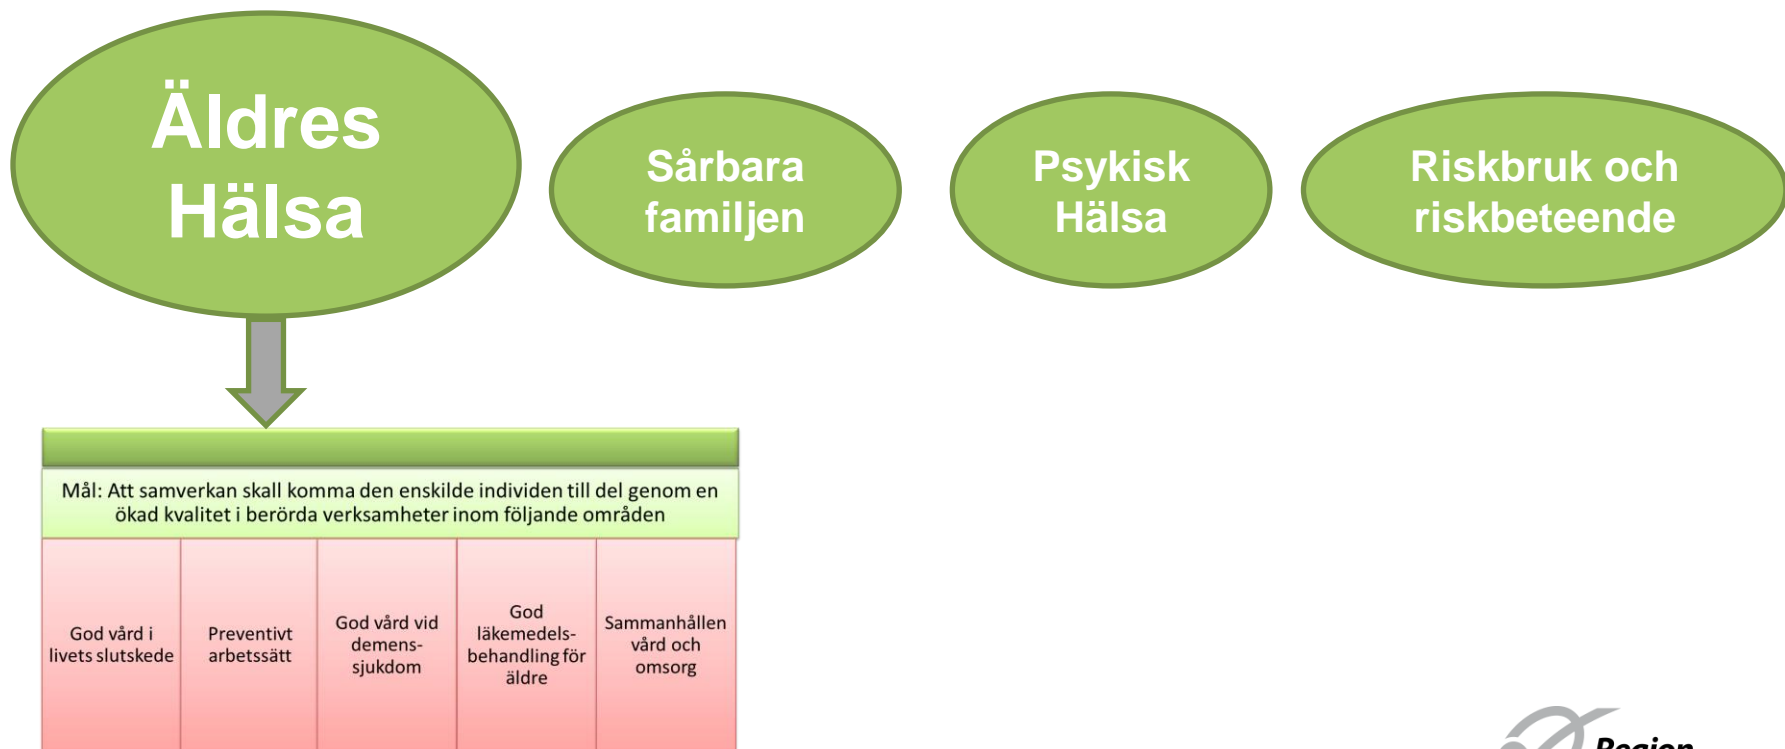 Äldres
Hälsa
Sårbara
familjen
Psykisk
Hälsa
Riskbruk och
riskbeteende
Mål: Att samverkan skall komma den enskilde individen till del genom en
ökad kvalitet i berörda verksamheter inom följande områden
God vård i
livets slutskede
Preventivt
arbetssätt
God vård vid
demens-
sjukdom
God
läkemedels-
behandling för
äldre
Sammanhållen
vård och
omsorg
Region